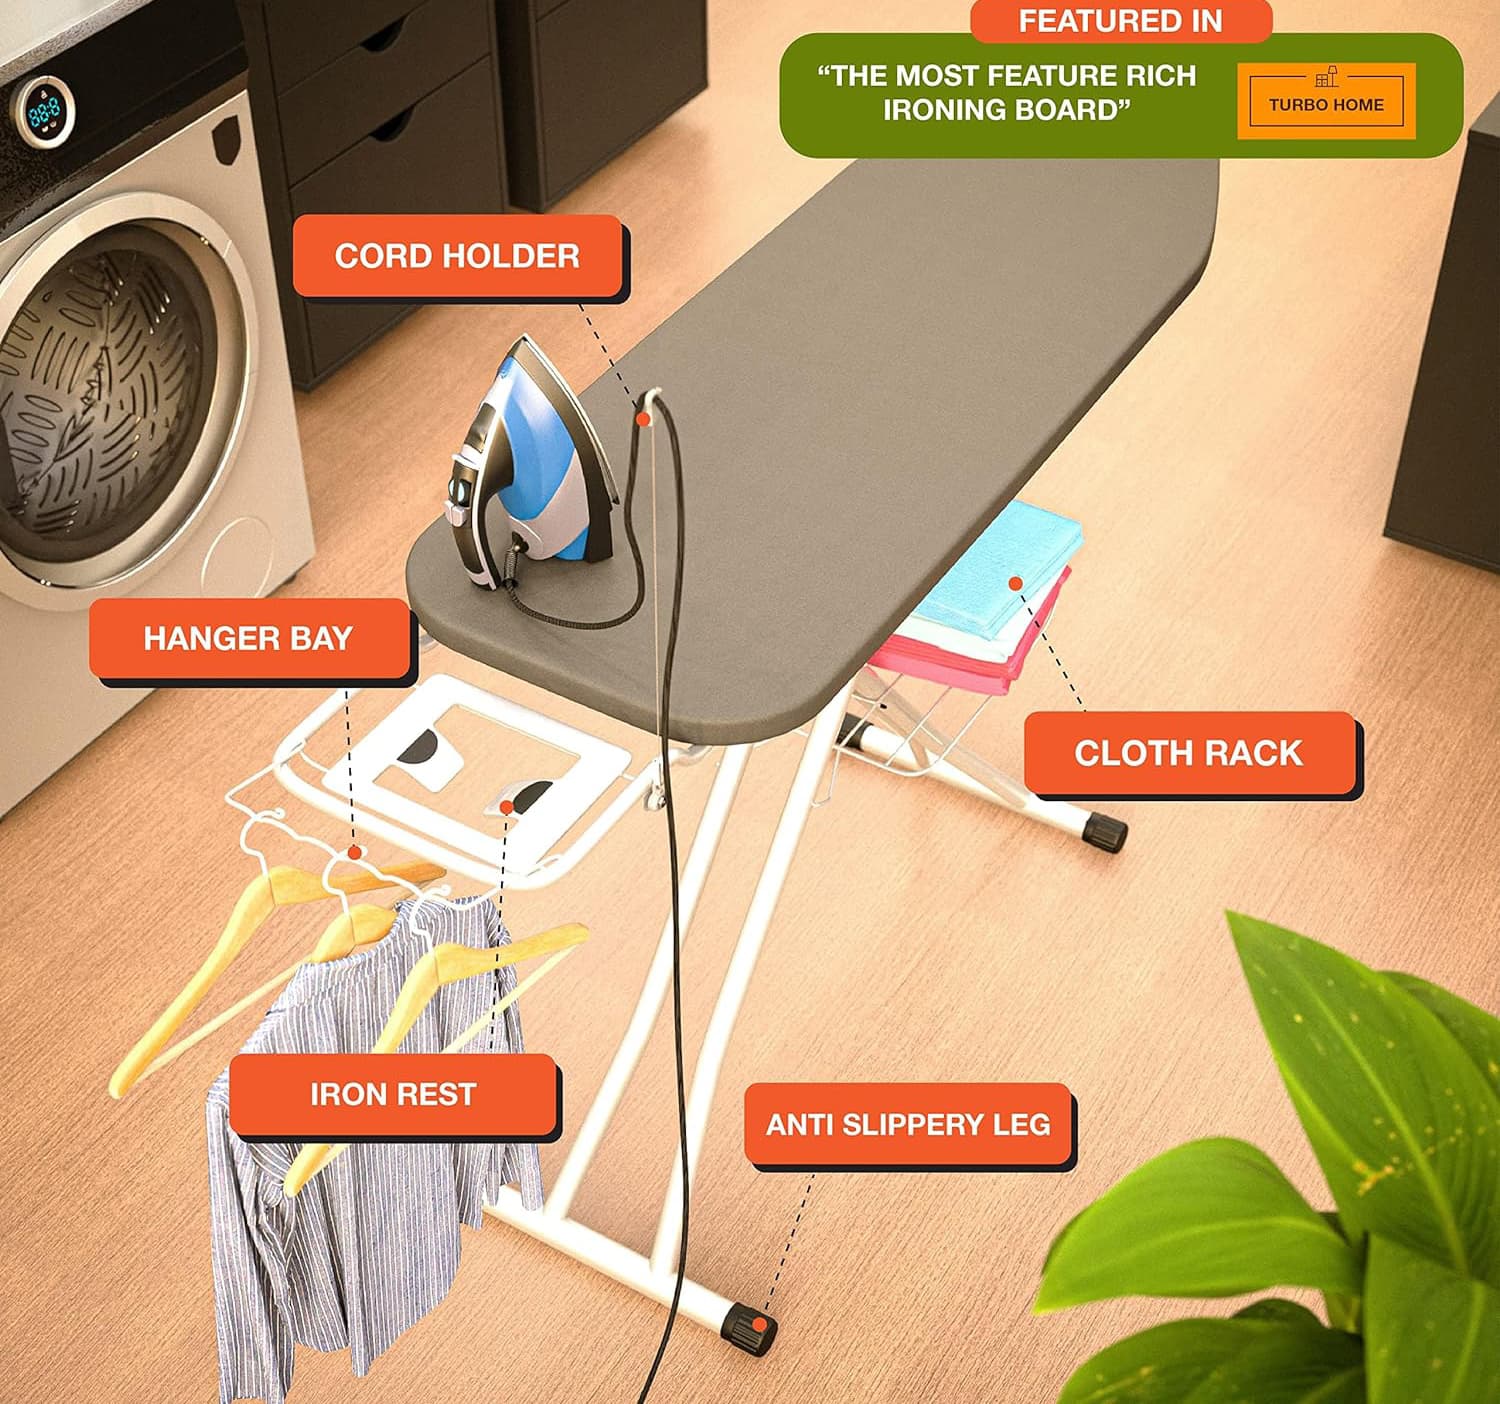 FEATURED IN
“THE MOST FEATURE RICH
IRONING BOARD”
TURBO HOME
CORD HOLDER
HANGER BAY
CLOTH RACK
IRON REST
ANTI SLIPPERY LEG